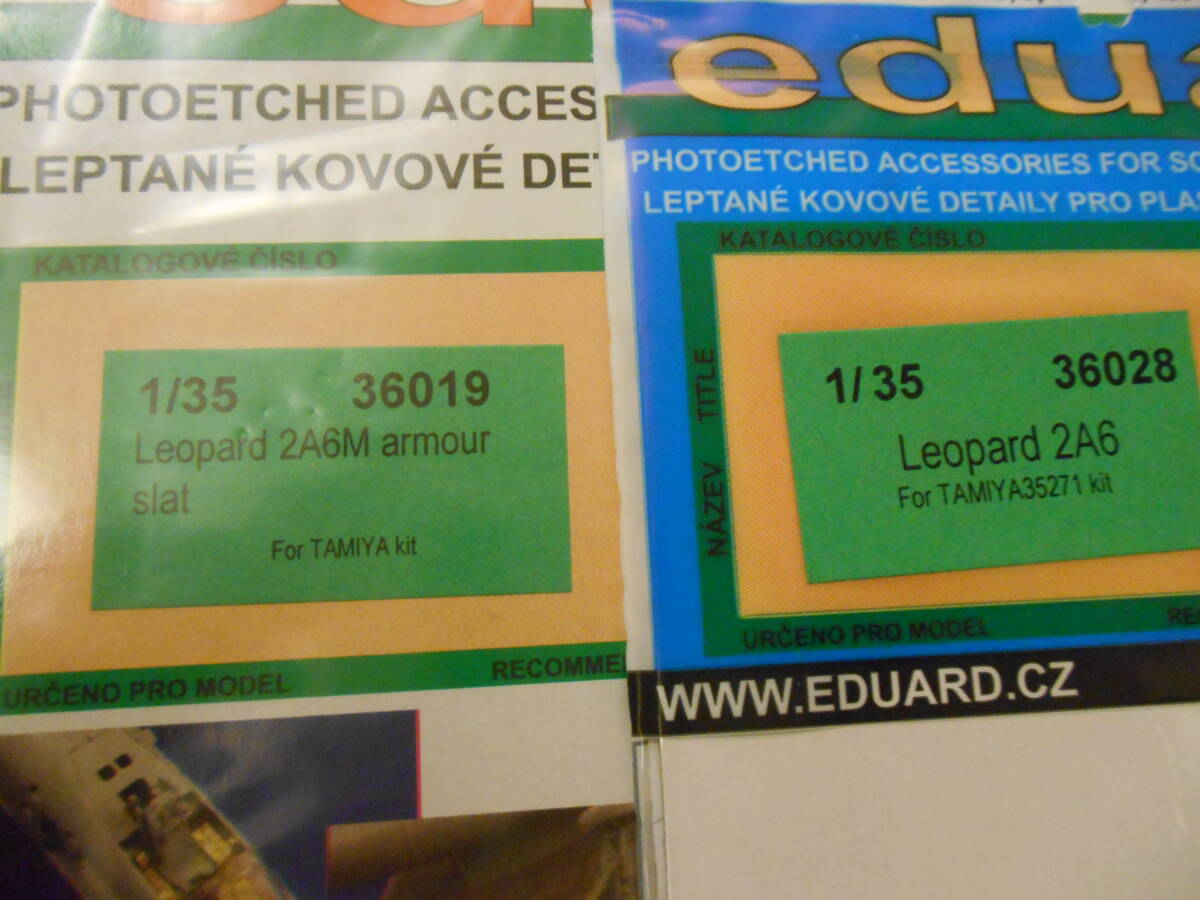 PHOTOETCHED ACCES
LEPTANÉ KOVOVÉ DET
KATALOGOVÉ ČÍSLO
1/35 36019
Leopard 2A6M armour
slat
For TAMIYA kit
URČENO PRO MODEL
RECOMME
edua
PHOTOETCHED ACCESSORIES FOR SC
LEPTANÉ KOVOVÉ DETAILY PRO PLAS
KATALOGOVÉ ČÍSLO
NÁZEV TITLE
1/35 36028
Leopard 2A6
For TAMIYA35271 kit
URČENO PRO MODEL
RE
WWW.EDUARD.CZ